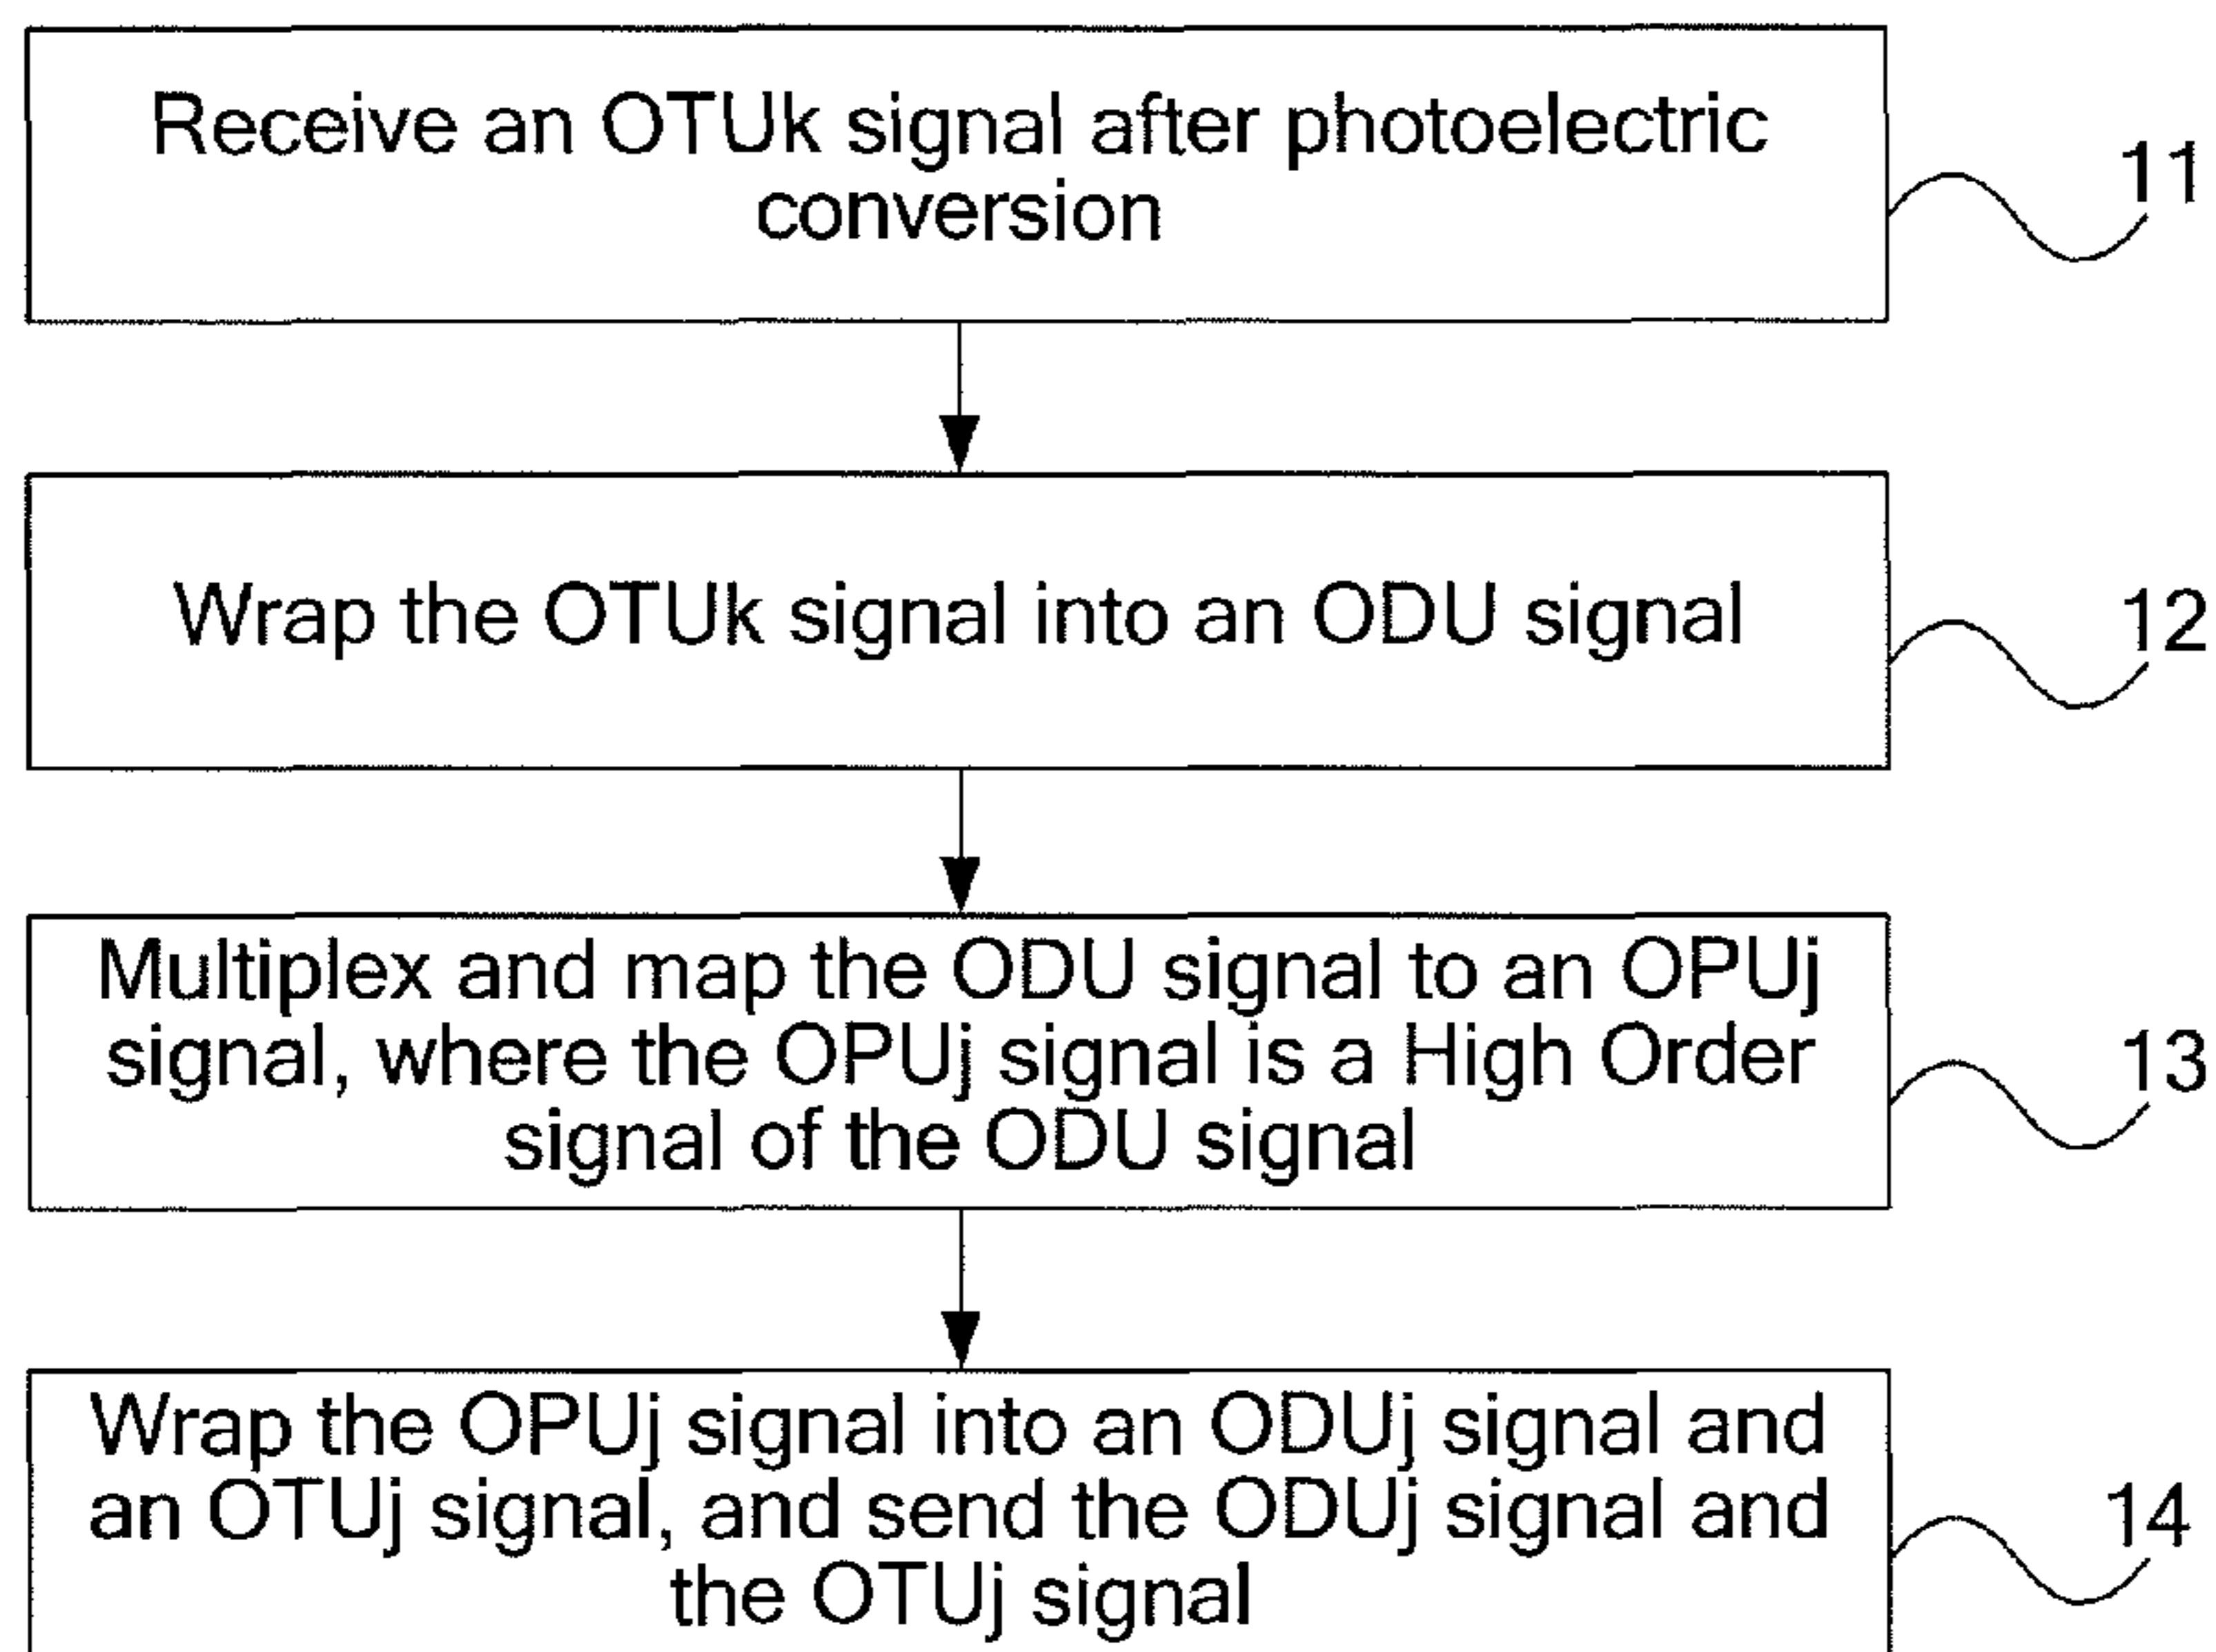 Receive an OTUk signal after photoelectric
conversion
11
Wrap the OTUk signal into an ODU signal
12
Multiplex and map the ODU signal to an OPUj
signal, where the OPUj signal is a High Order
signal of the ODU signal
13
Wrap the OPUj signal into an ODUj signal and
an OTUj signal, and send the ODUj signal and
the OTUj signal
14